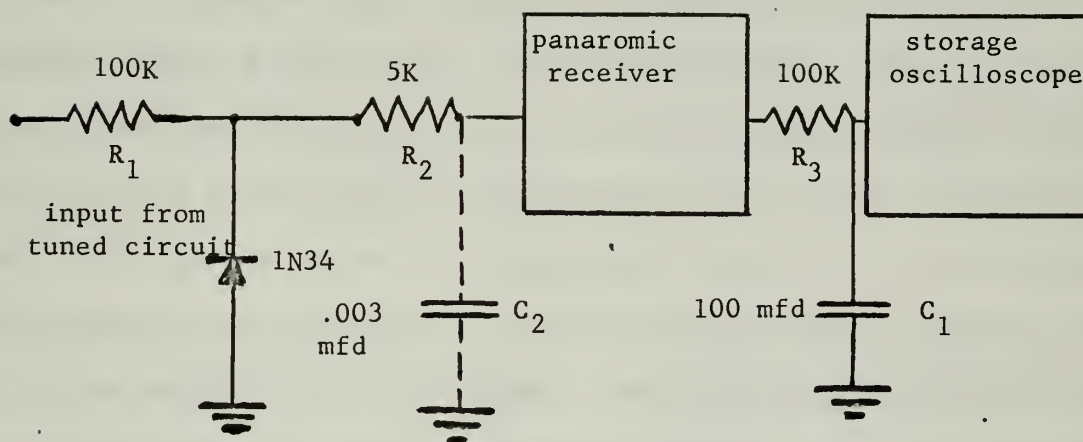 100K
R1
input from
tuned circuit
1N34
5K
R2
.003
mfd
C2
panaromic
receiver
100K
R3
100 mfd
C1
storage
oscilloscope